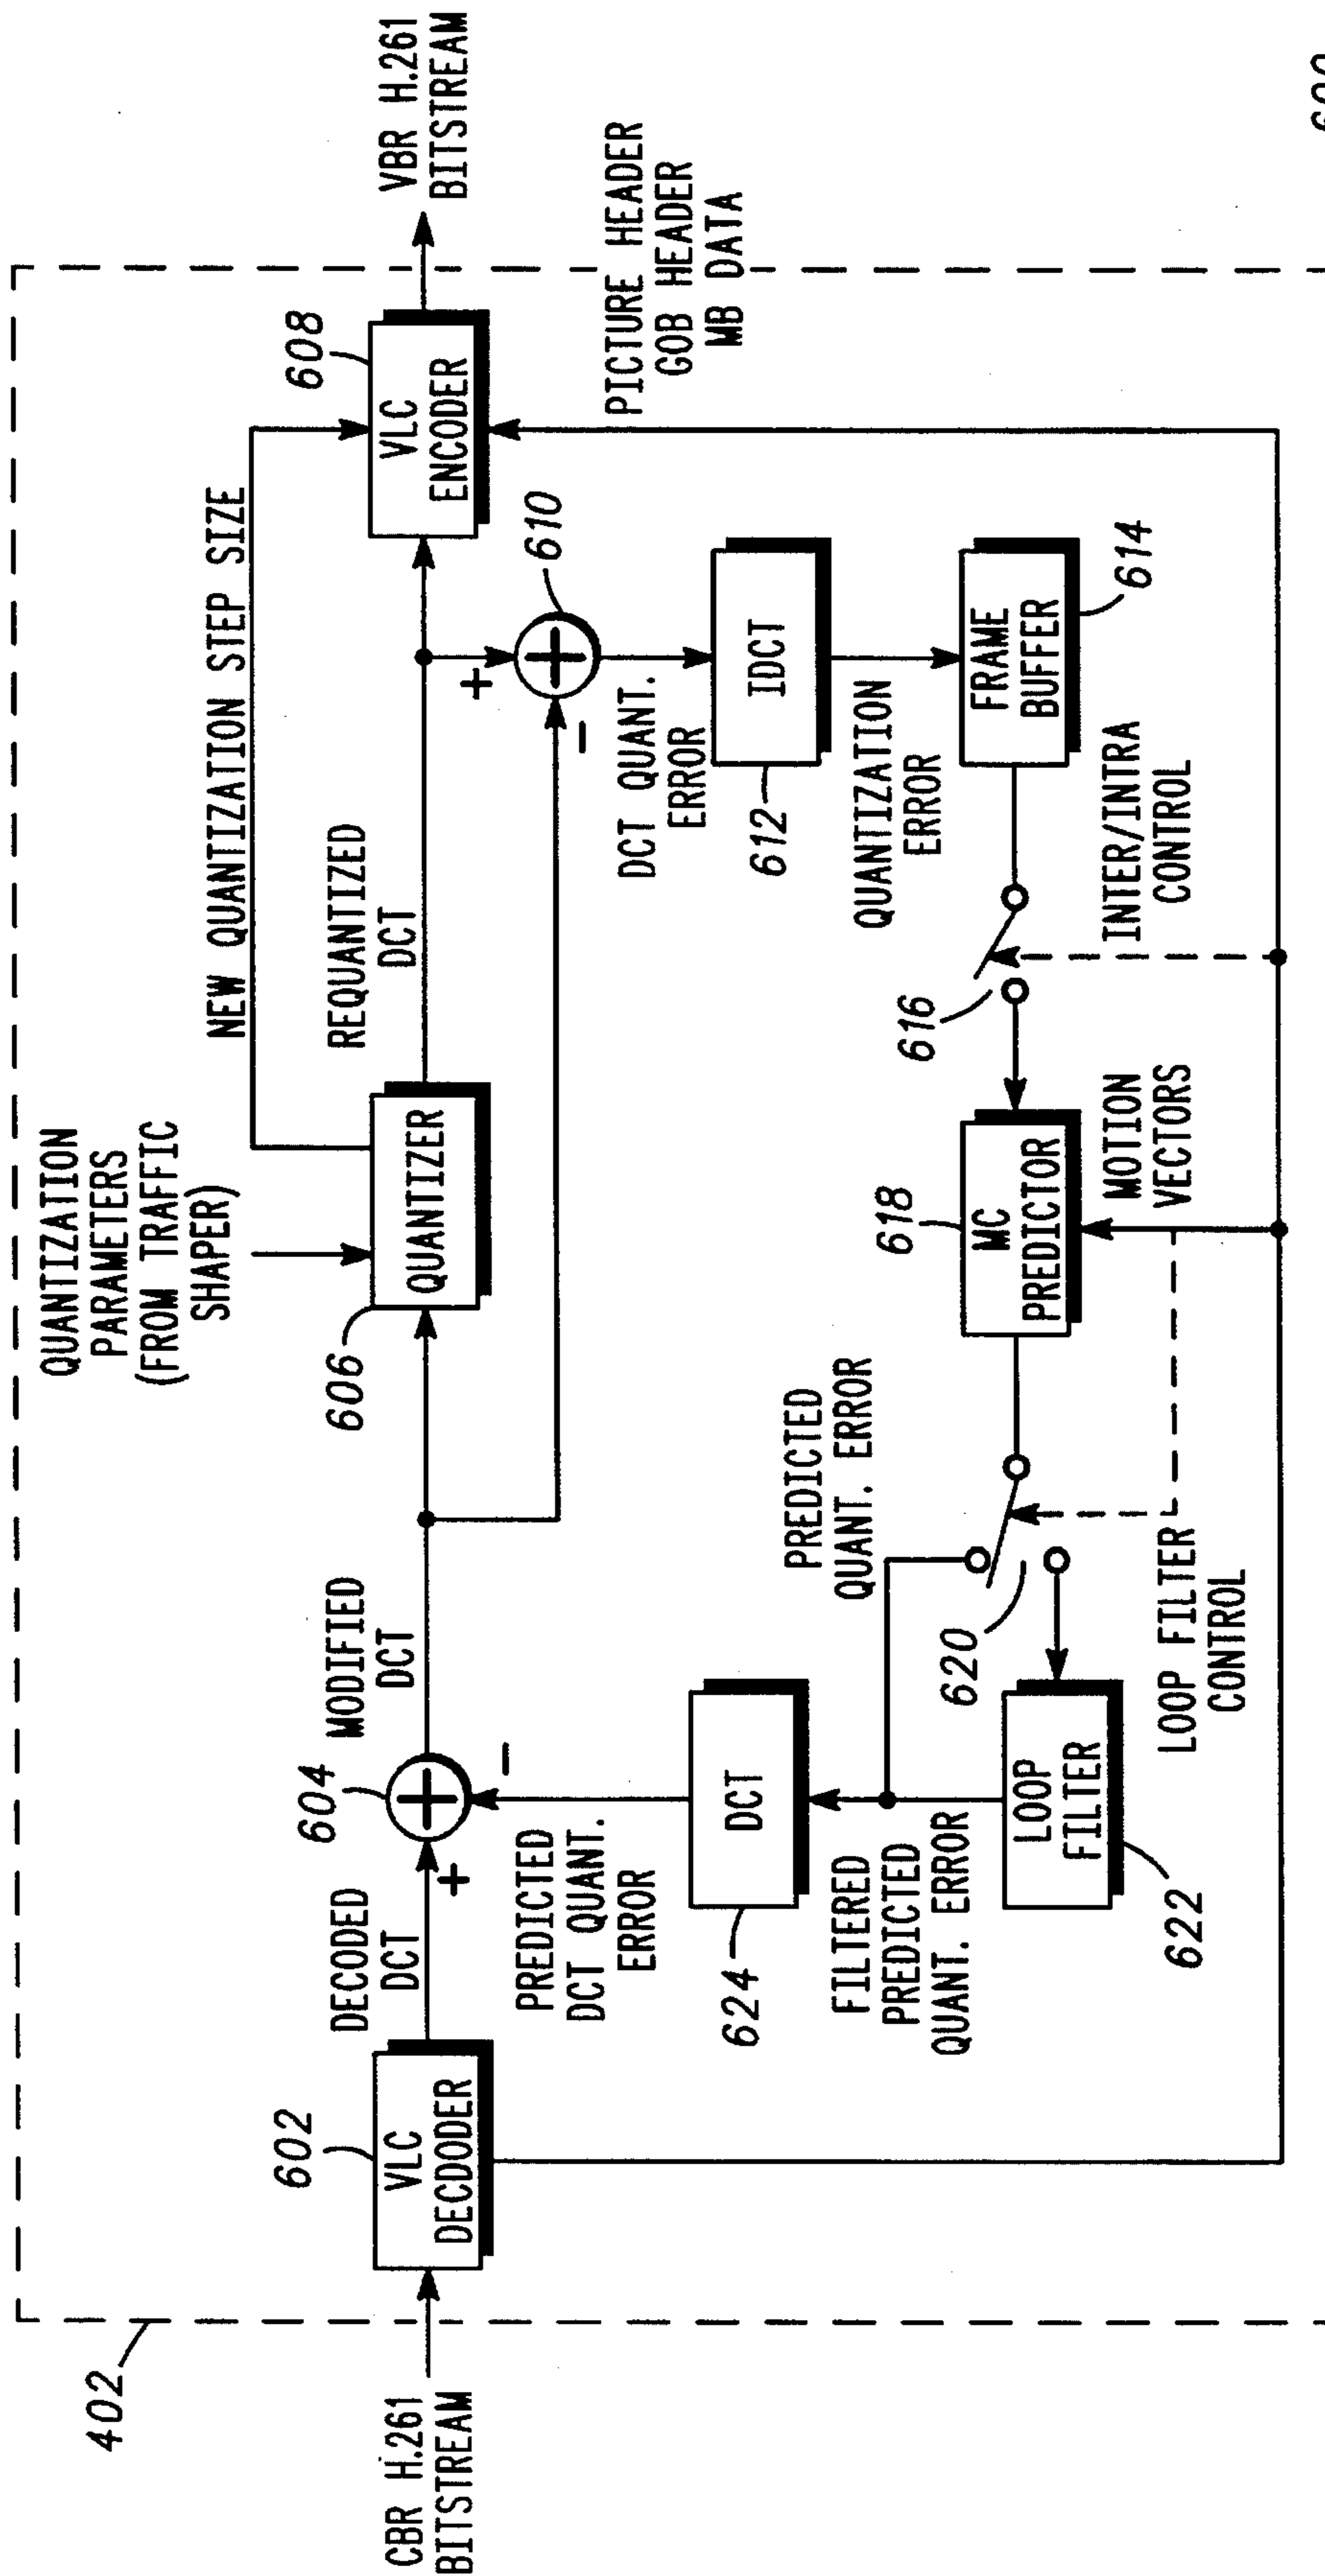 402
CBR H.261
BITSTREAM
602
VLC
DECDODER
DECODED
DCT
604
+
-
MODIFIED
DCT
QUANTIZATION
PARAMETERS
(FROM TRAFFIC
SHAPER)
606
QUANTIZER
NEW QUANTIZATION STEP SIZE
REQUANTIZED
DCT
608
VLC
ENCODER
VBR H.261
BITSTREAM
PICTURE HEADER
GOB HEADER
MB DATA
+
-
610
DCT QUANT.
ERROR
IDCT
612
QUANTIZATION
ERROR
FRAME
BUFFER
614
616
INTER/INTRA
CONTROL
618
MC
PREDICTOR
MOTION
VECTORS
PREDICTED
QUANT. ERROR
620
LOOP FILTER
CONTROL
LOOP
FILTER
622
FILTERED
PREDICTED
QUANT. ERROR
DCT
624
PREDICTED
DCT QUANT.
ERROR